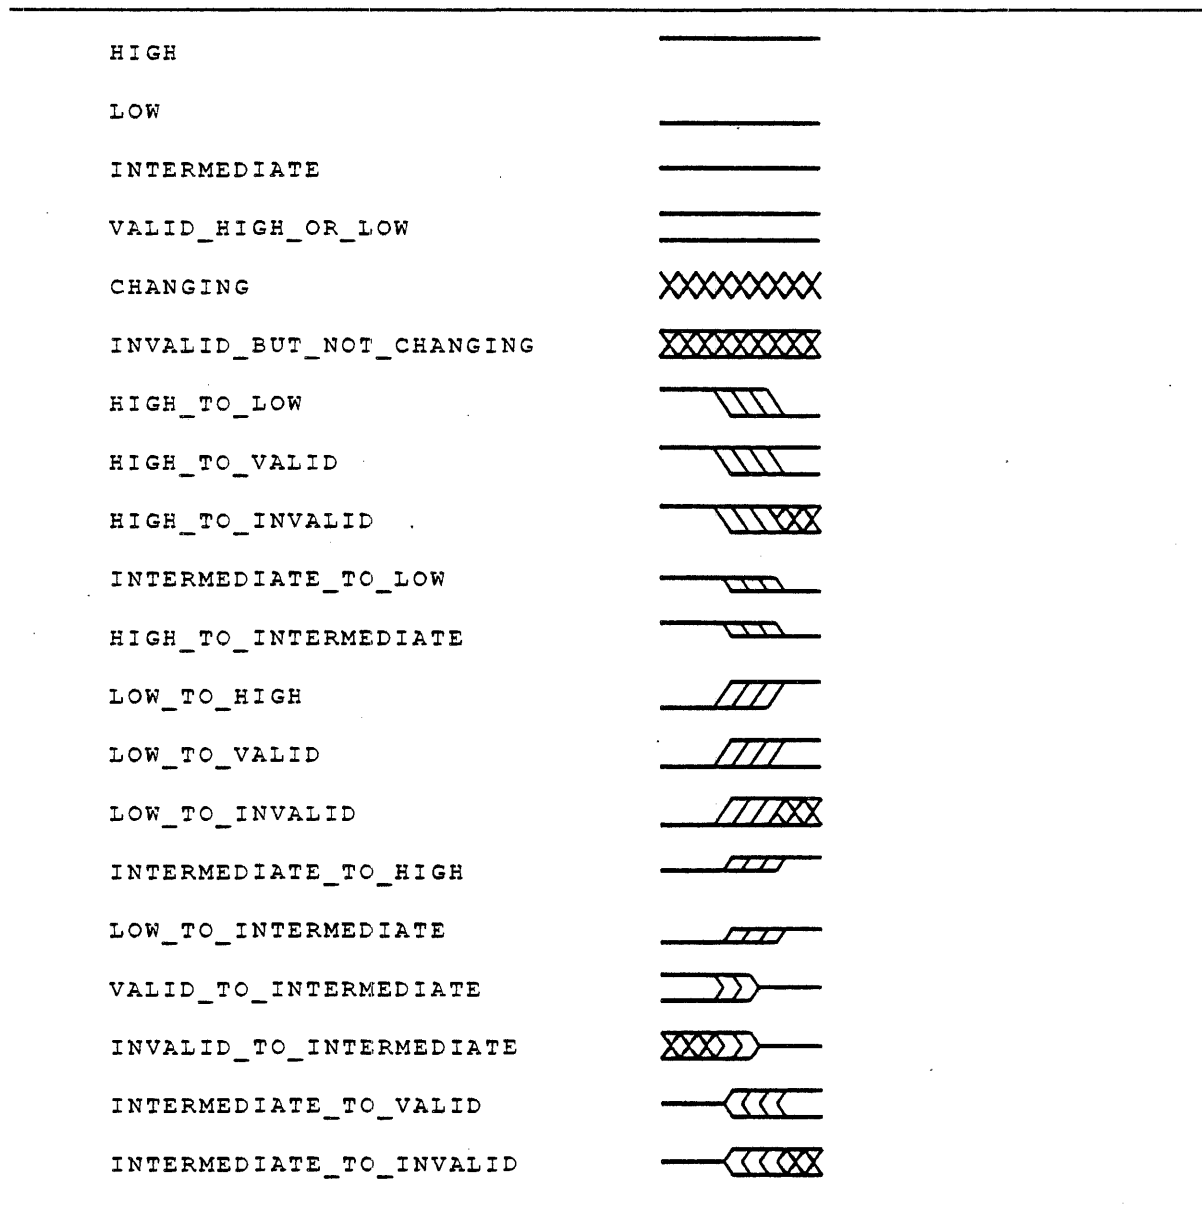 HIGH
LOW
INTERMEDIATE
VALID_HIGH_OR_LOW
CHANGING
INVALID_BUT_NOT_CHANGING
HIGH_TO_LOW
HIGH_TO_VALID
HIGH_TO_INVALID
INTERMEDIATE_TO_LOW
HIGH_TO_INTERMEDIATE
LOW_TO_HIGH
LOW_TO_VALID
LOW_TO_INVALID
INTERMEDIATE_TO_HIGH
LOW_TO_INTERMEDIATE
VALID_TO_INTERMEDIATE
INVALID_TO_INTERMEDIATE
INTERMEDIATE_TO_VALID
INTERMEDIATE_TO_INVALID